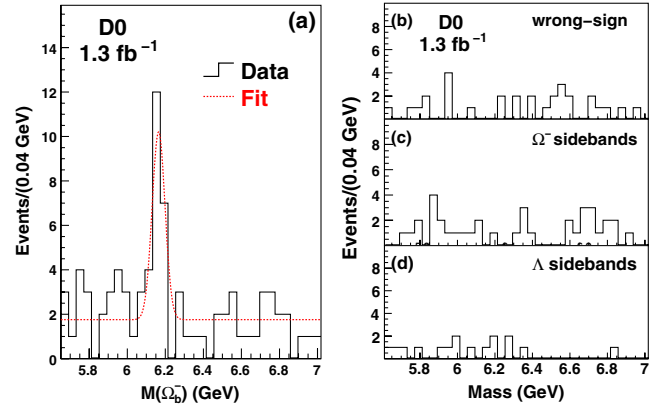 (a)
D0
1.3 fb⁻¹
Data
Fit
Events/(0.04 GeV)
16
14
12
10
8
6
4
2
0
5.8 6 6.2 6.4 6.6 6.8 7
M(Ω_b⁻) (GeV)
(b) D0 wrong−sign
1.3 fb⁻¹
8
6
4
2
(c) Ω⁻ sidebands
8
6
4
2
(d) Λ sidebands
8
6
4
2
Events/(0.04 GeV)
5.8 6 6.2 6.4 6.6 6.8 7
Mass (GeV)